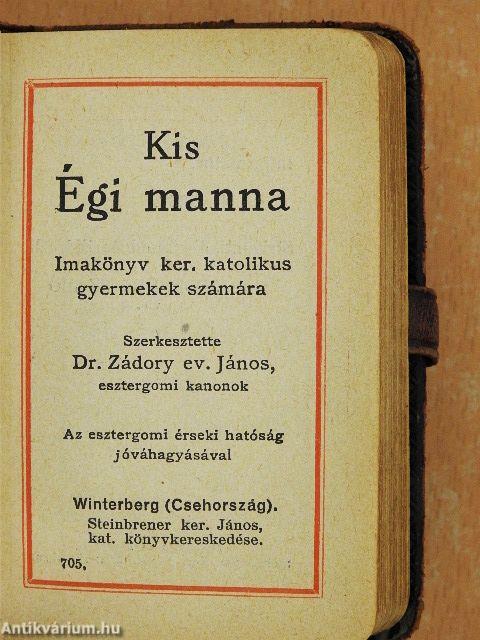 Kis
Égi manna
Imakönyv ker. katolikus
gyermekek számára
Szerkesztette
Dr. Zádory ev. János,
esztergomi kanonok
Az esztergomi érseki hatóság
jóváhagyásával
Winterberg (Csehország).
Steinbrener ker. János,
kat. könyvkereskedése.
705.
Antikvárium.hu